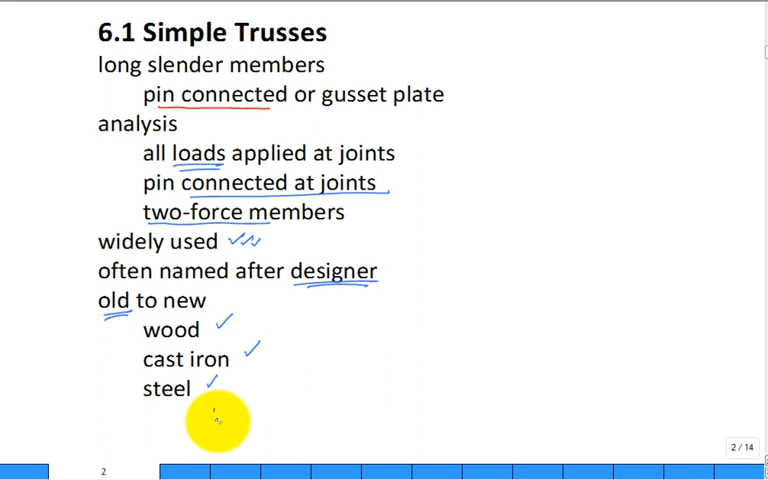 6.1 Simple Trusses
long slender members
pin connected or gusset plate
analysis
all loads applied at joints
pin connected at joints
two-force members
widely used
often named after designer
old to new
wood
cast iron
steel
2 / 14
2